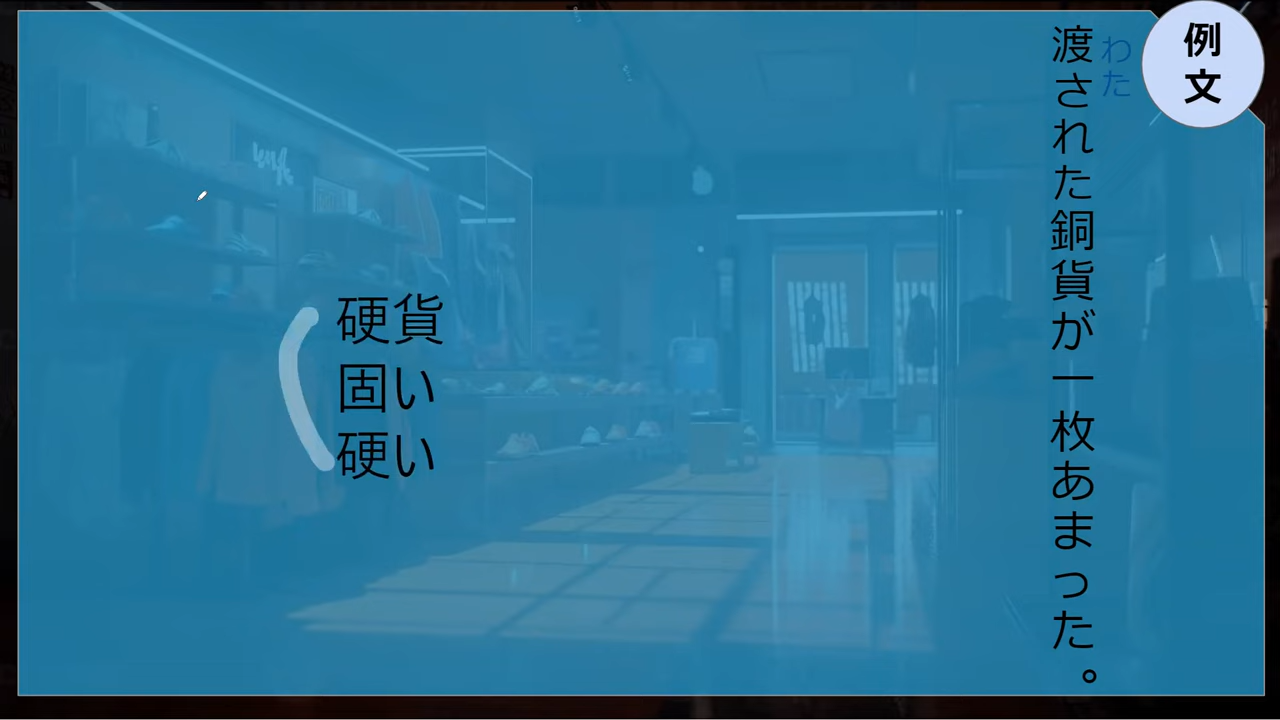 例文
渡された銅貨が一枚あまった。
わた
硬貨
固い
硬い